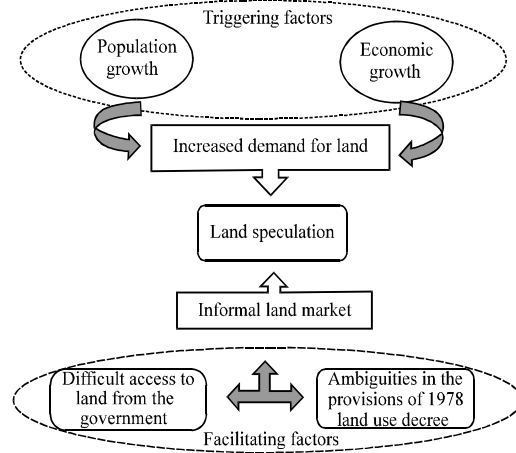 Triggering factors
Population
growth
Economic
growth
Increased demand for land
Land speculation
Informal land market
Difficult access to
land from the
government
Ambiguities in the
provisions of 1978
land use decree
Facilitating factors